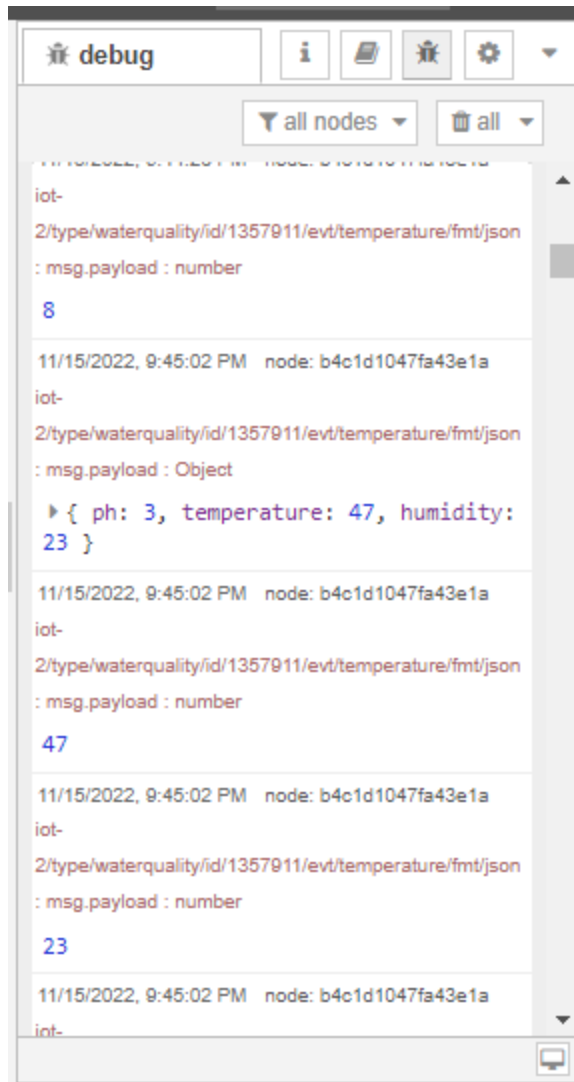 debug
i
all nodes
all
iot-
2/type/waterquality/id/1357911/evt/temperature/fmt/json
: msg.payload : number
8
11/15/2022, 9:45:02 PM node: b4c1d1047fa43e1a
iot-
2/type/waterquality/id/1357911/evt/temperature/fmt/json
: msg.payload : Object
{ ph: 3, temperature: 47, humidity:
23 }
11/15/2022, 9:45:02 PM node: b4c1d1047fa43e1a
iot-
2/type/waterquality/id/1357911/evt/temperature/fmt/json
: msg.payload : number
47
11/15/2022, 9:45:02 PM node: b4c1d1047fa43e1a
iot-
2/type/waterquality/id/1357911/evt/temperature/fmt/json
: msg.payload : number
23
11/15/2022, 9:45:02 PM node: b4c1d1047fa43e1a
iot-